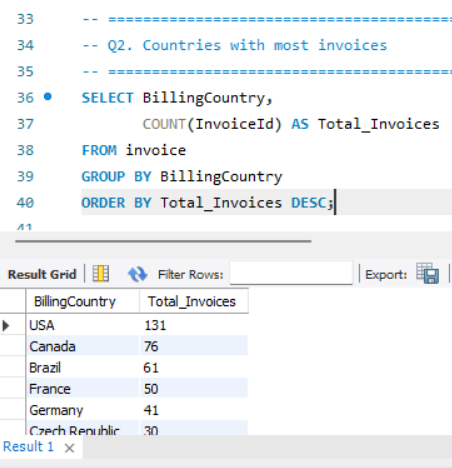 33 -- ==========================================
34 -- Q2. Countries with most invoices
35 -- ==========================================
36 SELECT BillingCountry,
37 COUNT(InvoiceId) AS Total_Invoices
38 FROM invoice
39 GROUP BY BillingCountry
40 ORDER BY Total_Invoices DESC;
41
Result Grid Filter Rows: Export:
BillingCountry Total_Invoices
USA 131
Canada 76
Brazil 61
France 50
Germany 41
Czech Republic 30
Result 1 ×